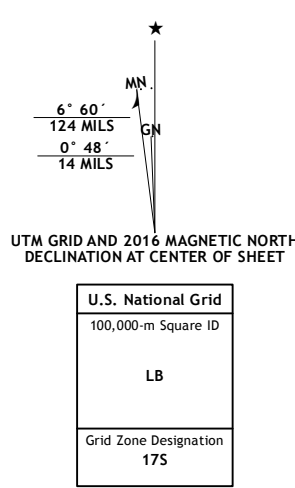 ★
MN
6° 60´
124 MILS
GN
0° 48´
14 MILS
UTM GRID AND 2016 MAGNETIC NORTH
DECLINATION AT CENTER OF SHEET
U.S. National Grid
100,000-m Square ID
LB
Grid Zone Designation
17S